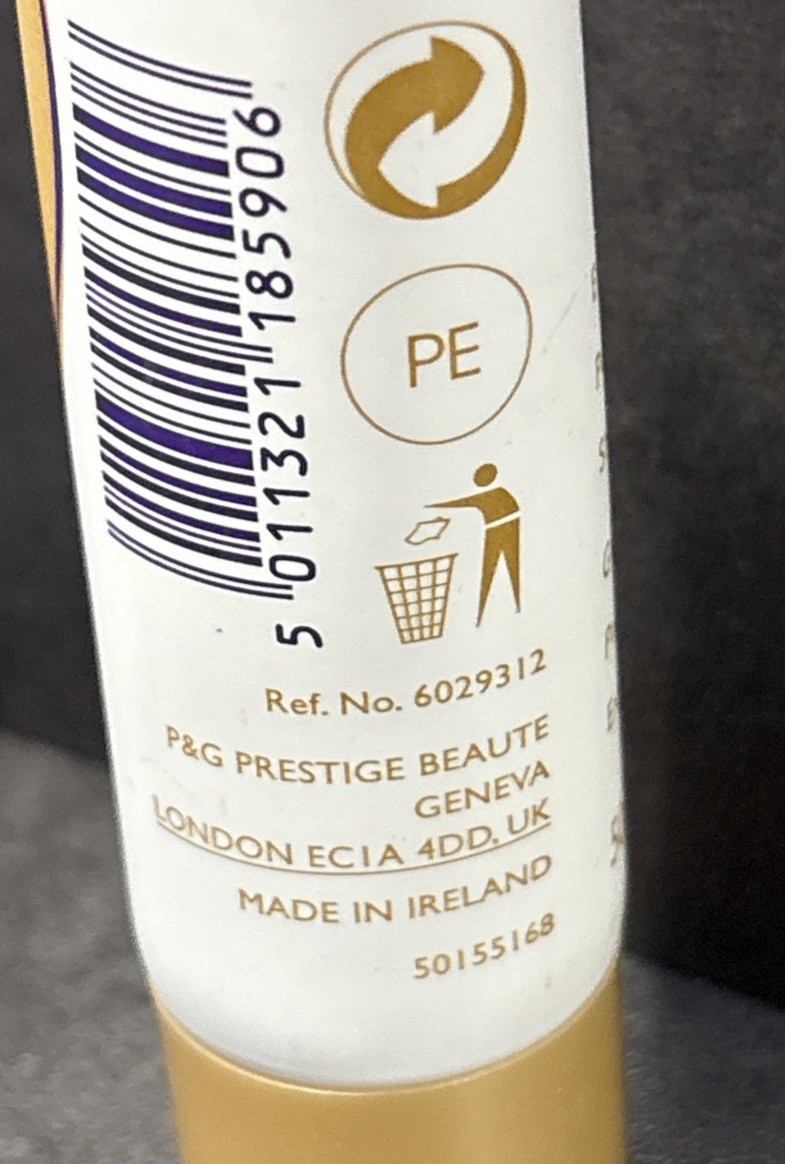 5 011321 185906
PE
Ref. No. 6029312
P&G PRESTIGE BEAUTE
GENEVA
LONDON EC1A 4DD, UK
MADE IN IRELAND
50155168